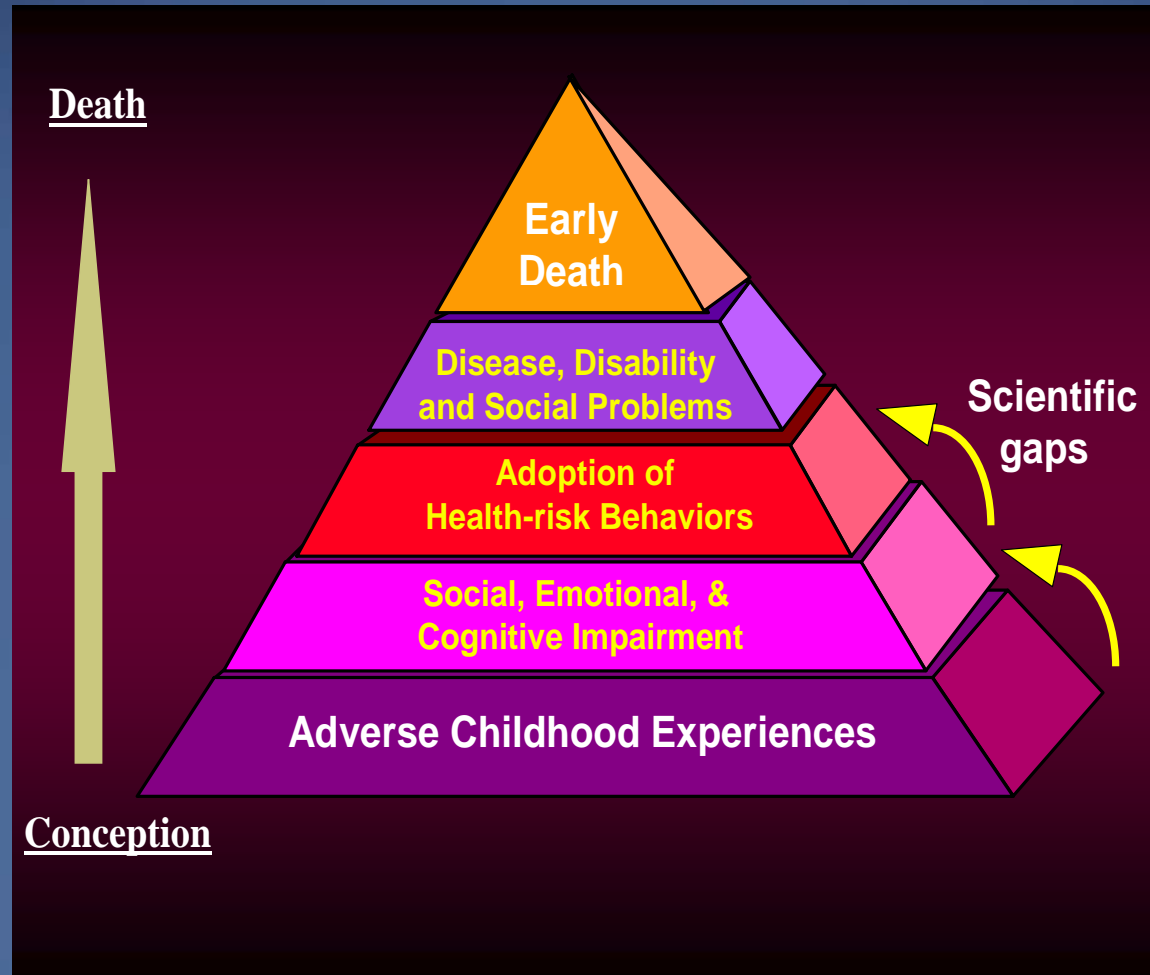 Death
Early
Death
Disease, Disability
and Social Problems
Scientific
gaps
Adoption of
Health-risk Behaviors
Social, Emotional, &
Cognitive Impairment
Adverse Childhood Experiences
Conception